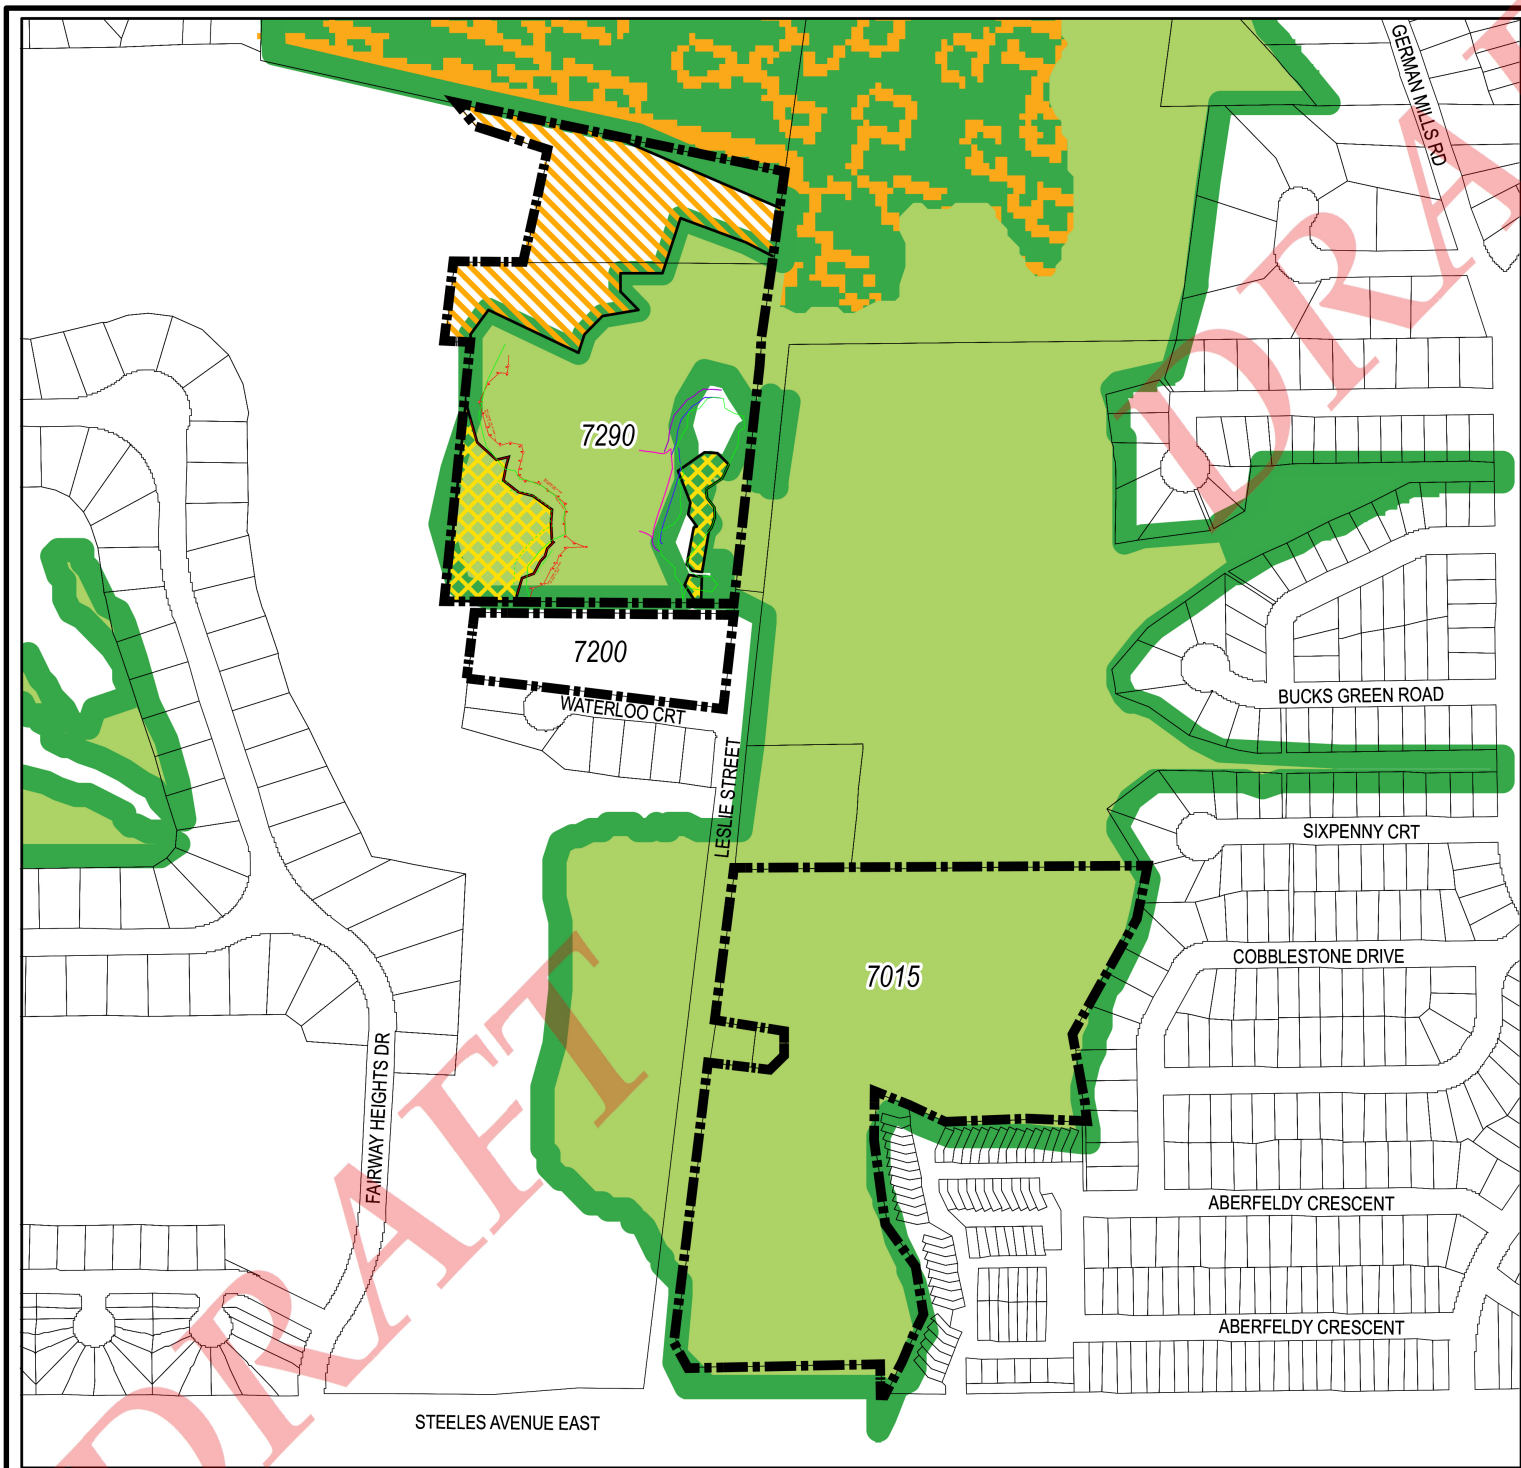 DRAFT
GERMAN MILLS RD
7290
7200
WATERLOO CRT
LESLIE STREET
BUCKS GREEN ROAD
SIXPENNY CRT
COBBLESTONE DRIVE
7015
FAIRWAY HEIGHTS DR
ABERFELDY CRESCENT
ABERFELDY CRESCENT
STEELES AVENUE EAST
DRAFT